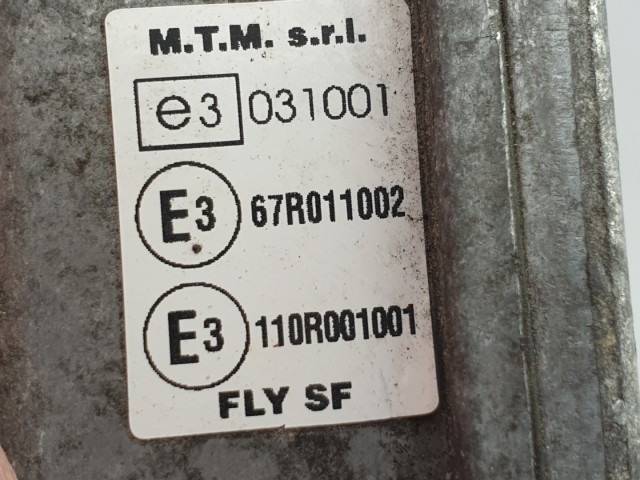 M.T.M. s.r.l.
e3 031001
E3 67R011002
E3 110R001001
FLY SF